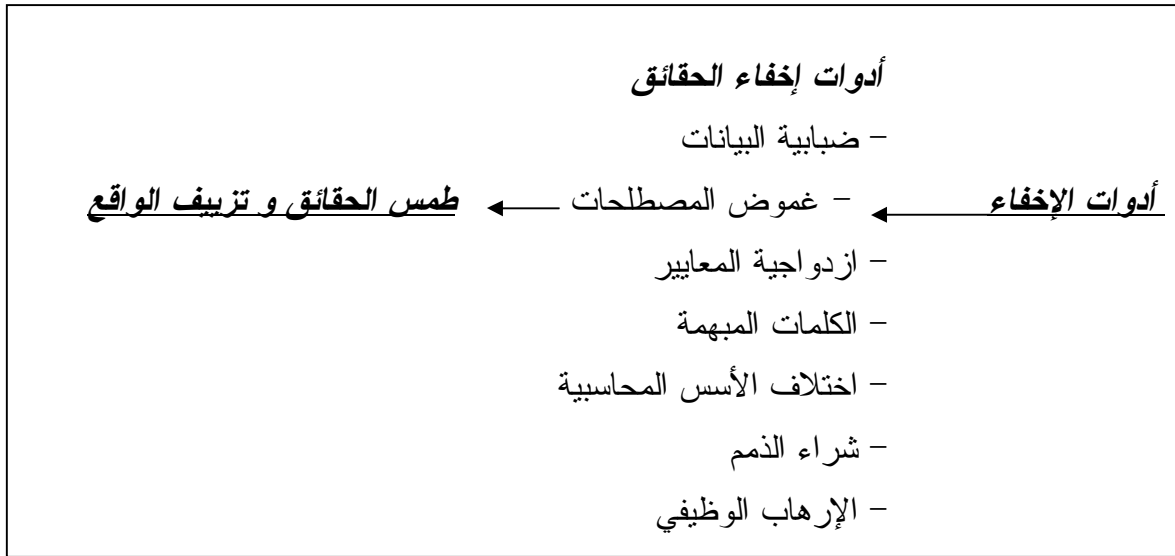 أدوات إخفاء الحقائق
– ضبابية البيانات
أدوات الإخفاء – غموض المصطلحات طمس الحقائق و تزييف الواقع
– ازدواجية المعايير
– الكلمات المبهمة
– اختلاف الأسس المحاسبية
– شراء الذمم
– الإرهاب الوظيفي